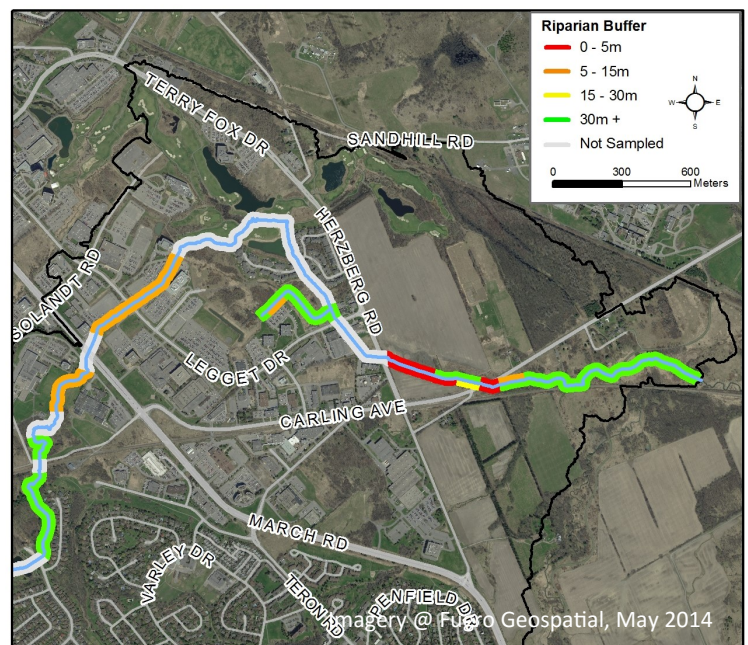 Riparian Buffer
0 - 5m
5 - 15m
15 - 30m
30m +
Not Sampled
N
W E
S
0 300 600
Meters
TERRY FOX DR
SANDHILL RD
HERZBERG RD
SOLANDT RD
LEGGET DR
CARLING AVE
MARCH RD
VARLEY DR
TERON RD
PENFIELD DR
Imagery @ Fugro Geospatial, May 2014